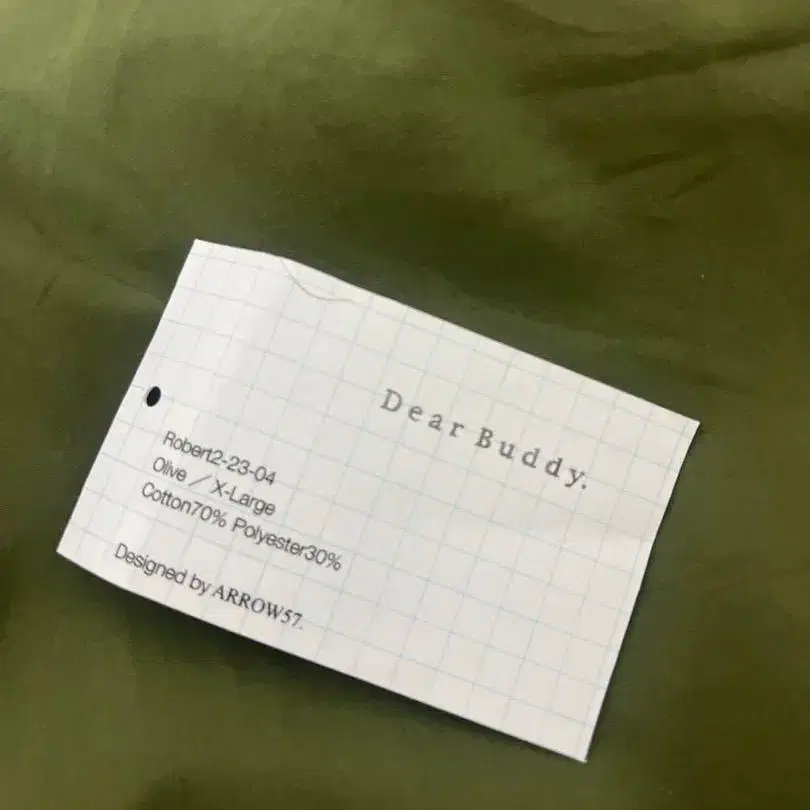 Dear Buddy.
Robert2-23-04
Olive / X-Large
Cotton70% Polyester30%
Designed by ARROW57.